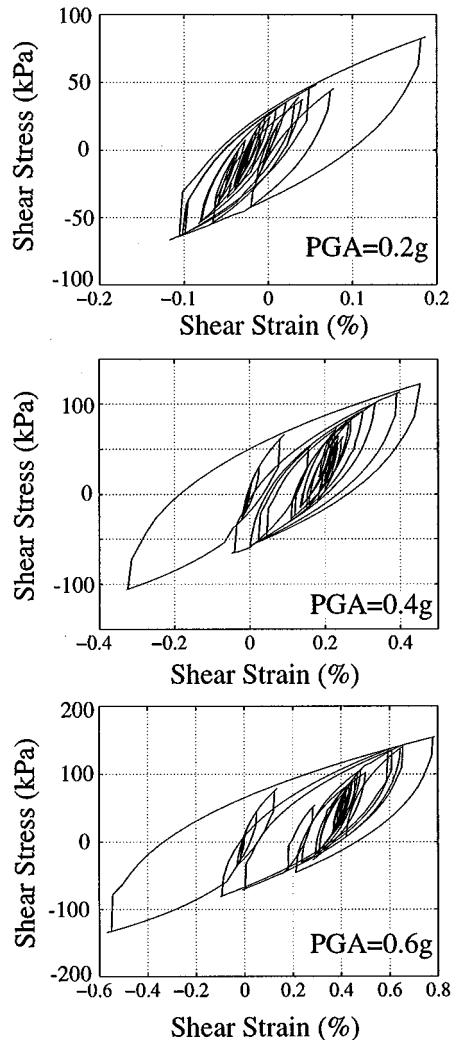 100
50
0
−50
-100
Shear Stress (kPa)
PGA=0.2g
−0.2 −0.1 0 0.1 0.2
Shear Strain (%)
100
0
-100
Shear Stress (kPa)
PGA=0.4g
−0.4 −0.2 0 0.2 0.4
Shear Strain (%)
200
100
0
-100
-200
Shear Stress (kPa)
PGA=0.6g
−0.6 −0.4 −0.2 0 0.2 0.4 0.6 0.8
Shear Strain (%)